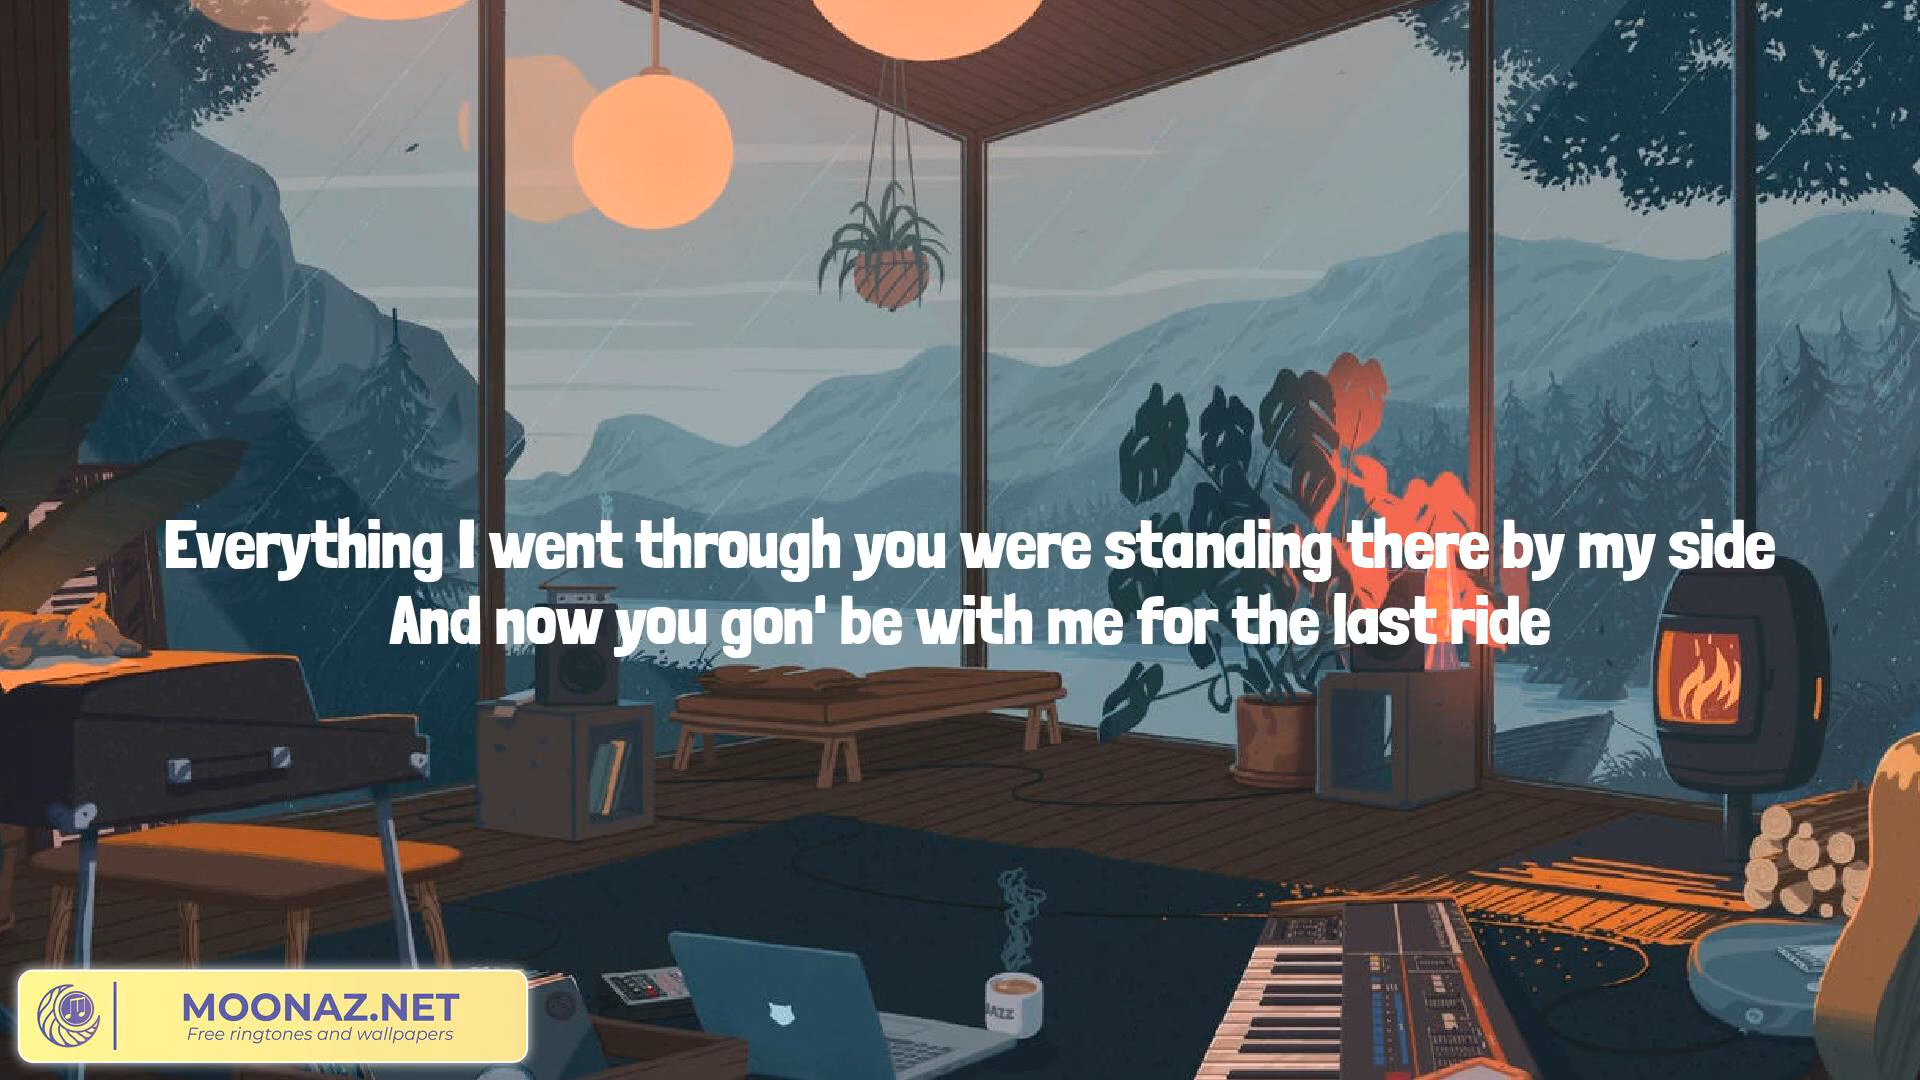 Everything I went through you were standing there by my side
And now you gon' be with me for the last ride
JAZZ
MOONAZ.NET
Free ringtones and wallpapers